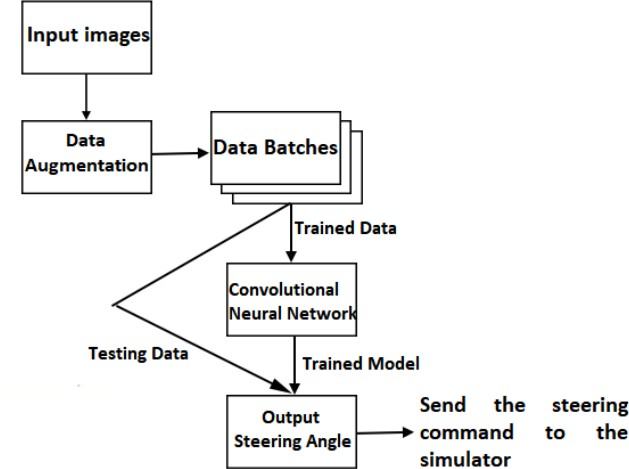 Input images
Data
Augmentation
Data Batches
Trained Data
Convolutional
Neural Network
Testing Data
Trained Model
Output
Steering Angle
Send the steering
command to the
simulator